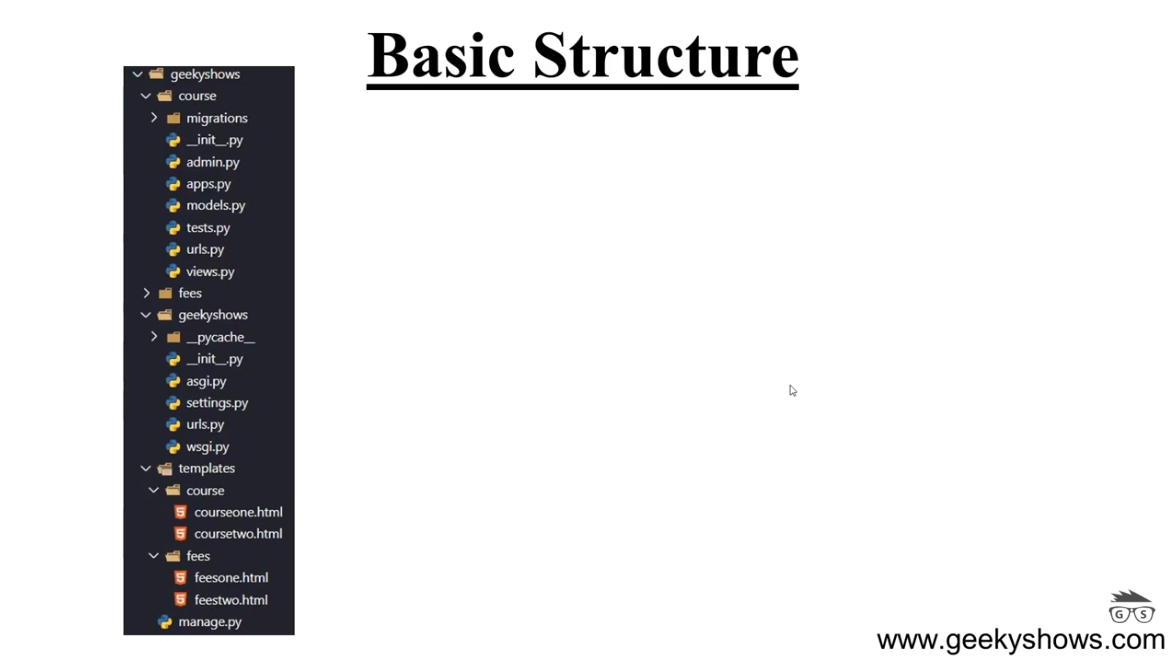 Basic Structure
geekyshows
course
migrations
__init__.py
admin.py
apps.py
models.py
tests.py
urls.py
views.py
fees
geekyshows
__pycache__
__init__.py
asgi.py
settings.py
urls.py
wsgi.py
templates
course
courseone.html
coursetwo.html
fees
feesone.html
feestwo.html
manage.py
G S
www.geekyshows.com